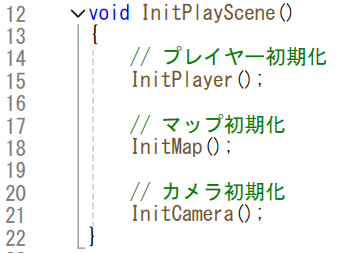 12 void InitPlayScene()
13 {
14 // プレイヤー初期化
15 InitPlayer();
16
17 // マップ初期化
18 InitMap();
19
20 // カメラ初期化
21 InitCamera();
22 }